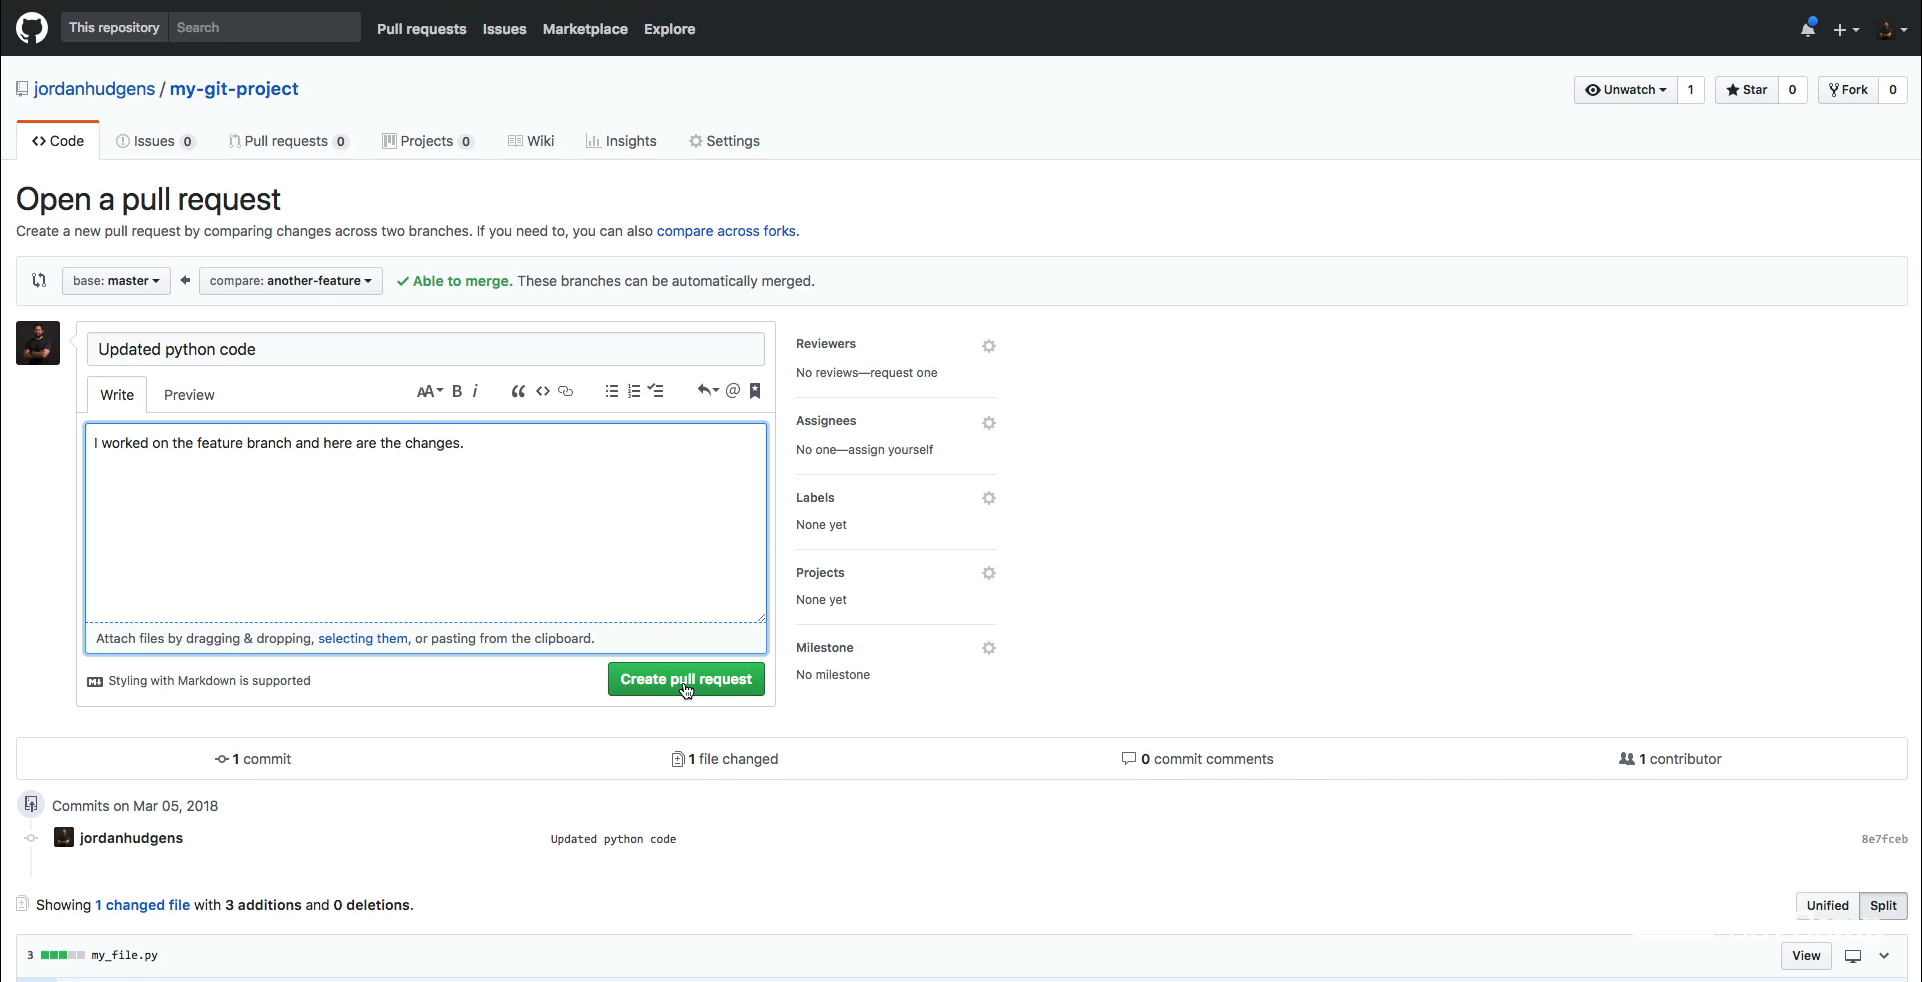 This repository Search Pull requests Issues Marketplace Explore
jordanhudgens / my-git-project
Unwatch 1 Star 0 Fork 0
Code Issues 0 Pull requests 0 Projects 0 Wiki Insights Settings
Open a pull request
Create a new pull request by comparing changes across two branches. If you need to, you can also compare across forks.
base: master compare: another-feature Able to merge. These branches can be automatically merged.
Updated python code
Write Preview AA B i @
I worked on the feature branch and here are the changes.
Attach files by dragging & dropping, selecting them, or pasting from the clipboard.
Styling with Markdown is supported
Create pull request
Reviewers
No reviews—request one
Assignees
No one—assign yourself
Labels
None yet
Projects
None yet
Milestone
No milestone
1 commit 1 file changed 0 commit comments 1 contributor
Commits on Mar 05, 2018
jordanhudgens Updated python code 8e7fceb
Showing 1 changed file with 3 additions and 0 deletions.
Unified Split
3 my_file.py View